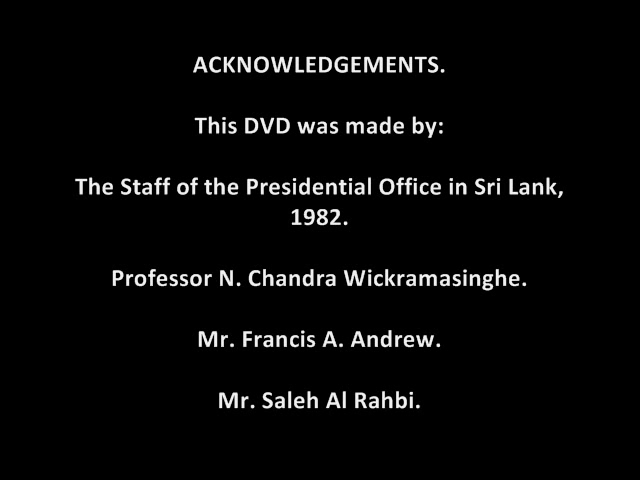 ACKNOWLEDGEMENTS.
This DVD was made by:
The Staff of the Presidential Office in Sri Lank,
1982.
Professor N. Chandra Wickramasinghe.
Mr. Francis A. Andrew.
Mr. Saleh Al Rahbi.